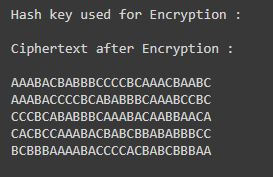 Hash key used for Encryption :
Ciphertext after Encryption :
AAABACBABBBCCCCBCAAACBAABC
AAABACCCCBCABABBBCAAABCCBC
CCCBCABABBBCAAABACAABBAACA
CACBCCAAABACBABCBBABABBBCC
BCBBBAAAABACCCCACBABCBBBAA